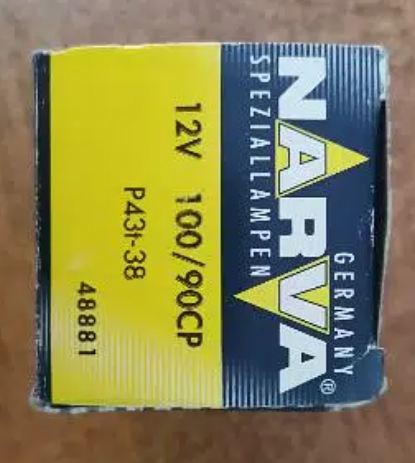 NARVA®
GERMANY
SPEZIALLAMPEN
12V 100/90CP
P43t-38
48881